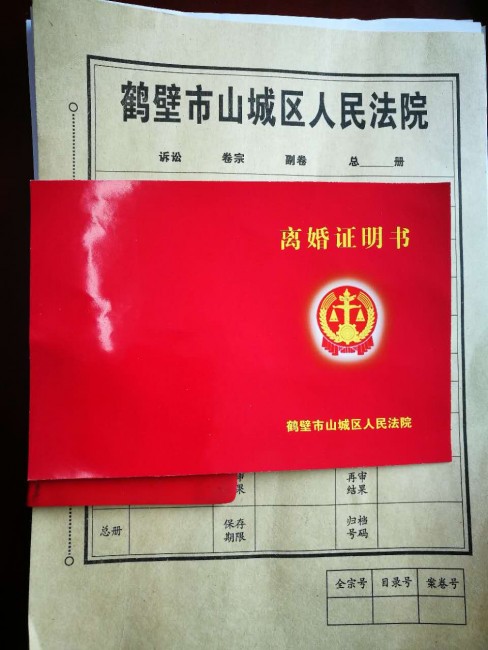 鹤壁市山城区人民法院
诉讼 卷宗 副卷 总 册
离婚证明书
鹤壁市山城区人民法院
审 再审
果 结果
总册 保存 归档
期限 号码
全宗号 目录号 案卷号